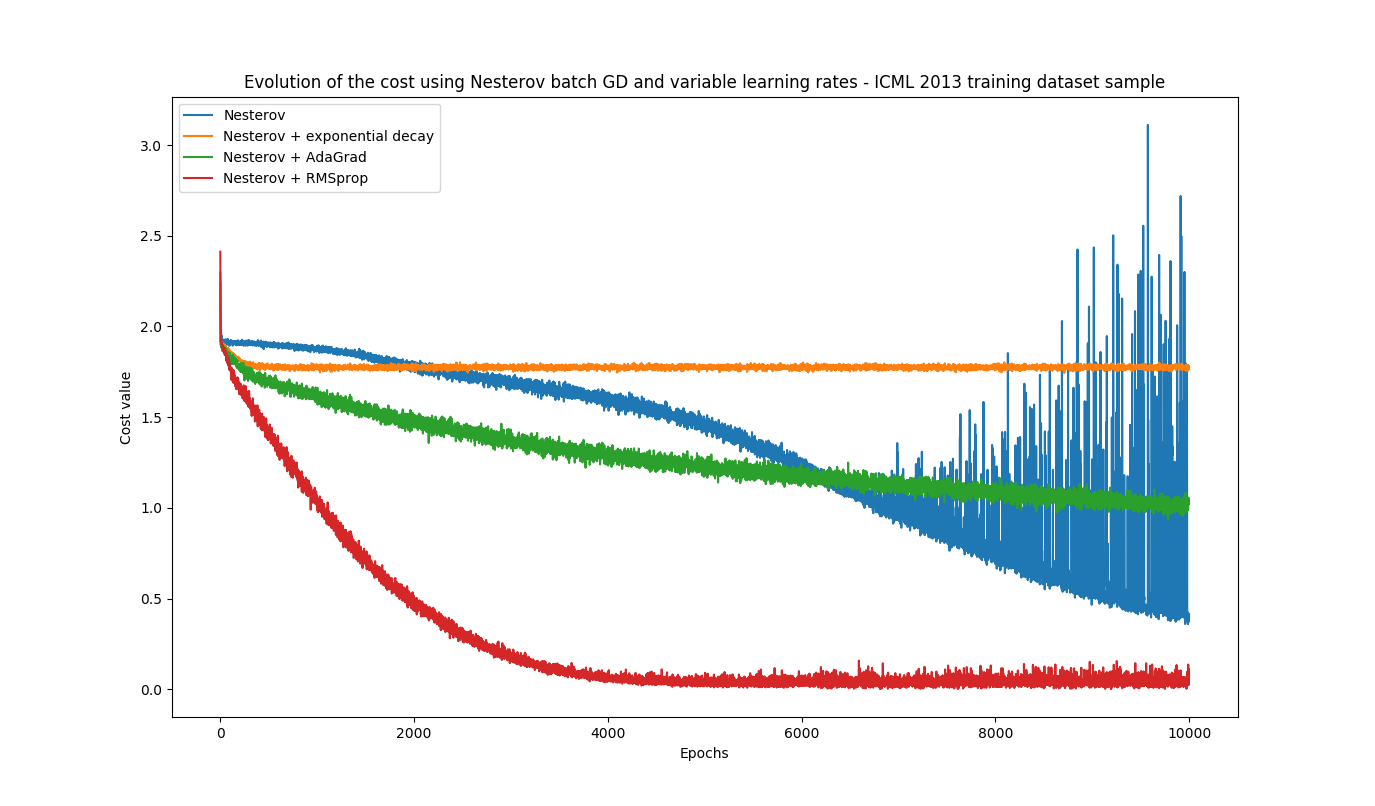 Evolution of the cost using Nesterov batch GD and variable learning rates - ICML 2013 training dataset sample
Nesterov
Nesterov + exponential decay
Nesterov + AdaGrad
Nesterov + RMSprop
Cost value
3.0
2.5
2.0
1.5
1.0
0.5
0.0
0 2000 4000 6000 8000 10000
Epochs